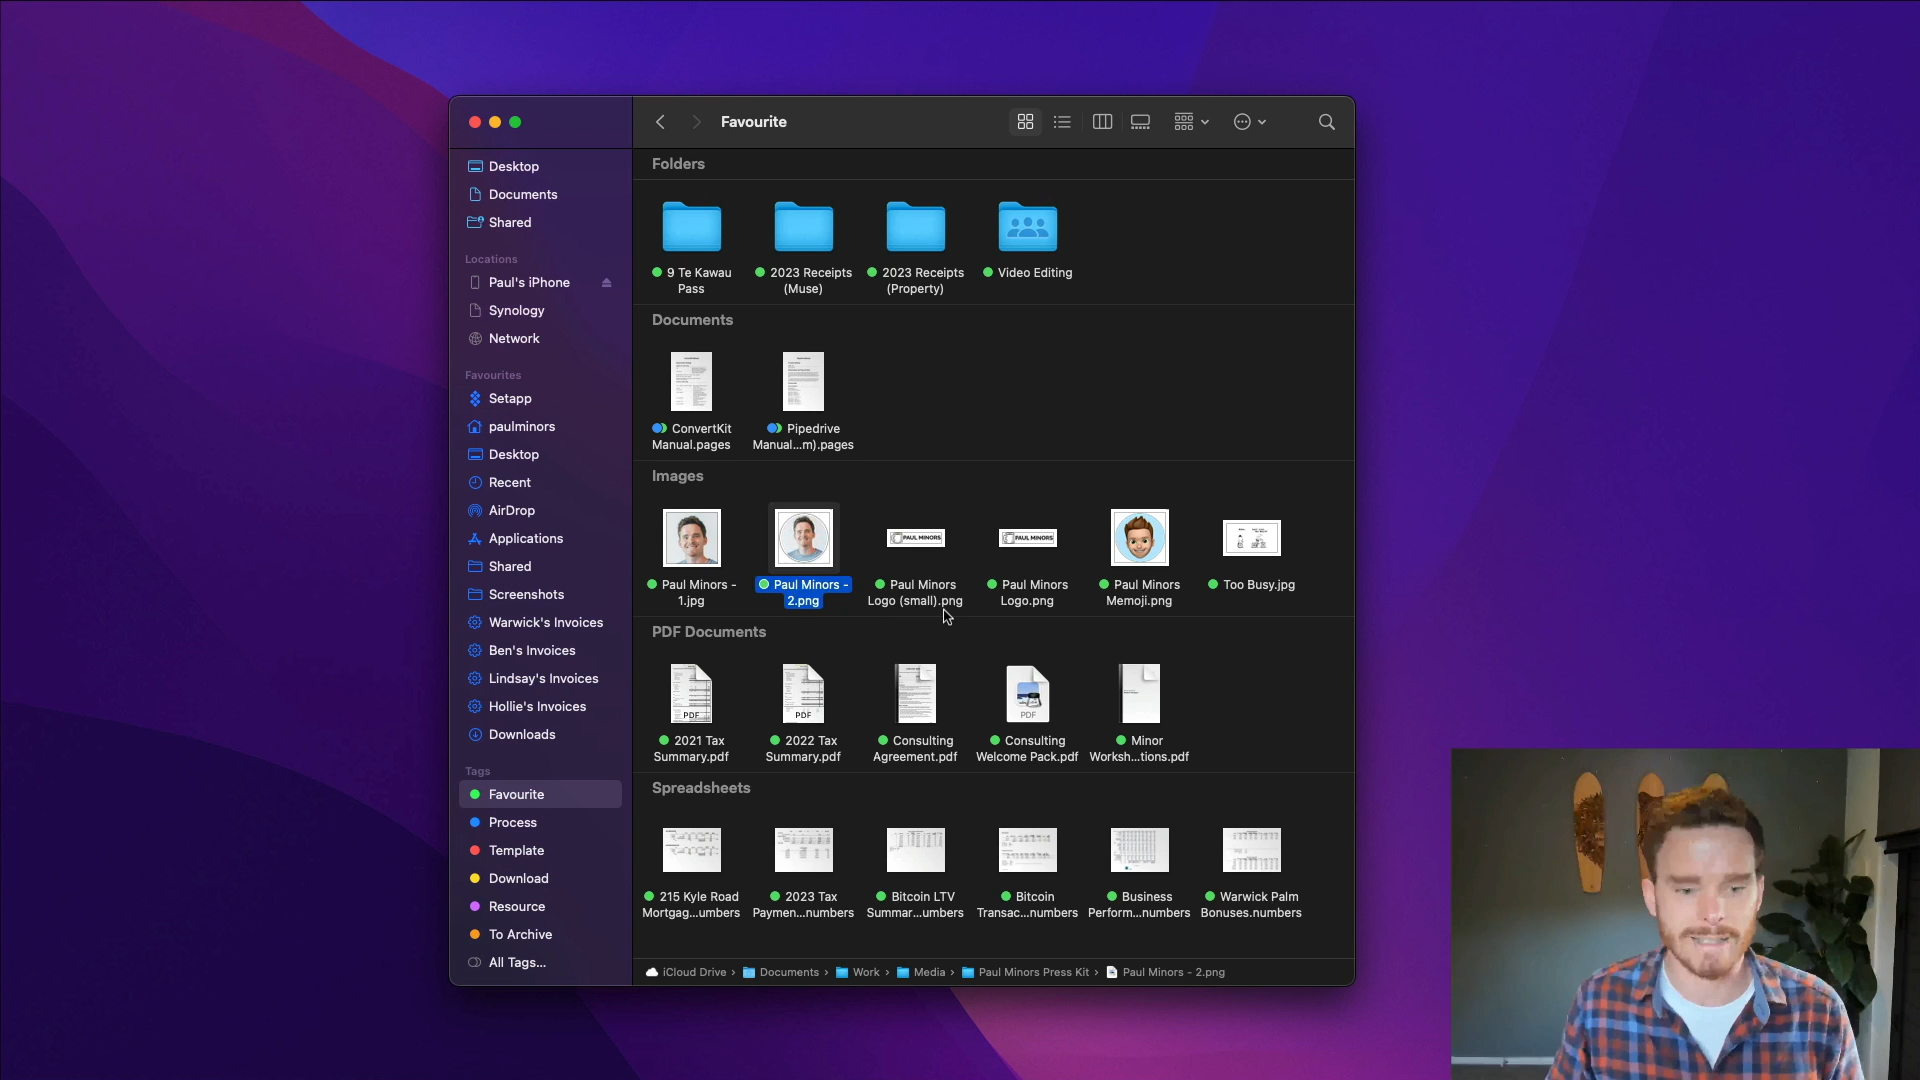 Favourite
Desktop
Documents
Shared
Locations
Paul's iPhone
Synology
Network
Favourites
Setapp
paulminors
Desktop
Recent
AirDrop
Applications
Shared
Screenshots
Warwick's Invoices
Ben's Invoices
Lindsay's Invoices
Hollie's Invoices
Downloads
Tags
Favourite
Process
Template
Download
Resource
To Archive
All Tags...
Folders
9 Te Kawau
Pass
2023 Receipts
(Muse)
2023 Receipts
(Property)
Video Editing
Documents
ConvertKit
Manual.pages
Pipedrive
Manual...m).pages
Images
PAUL MINORS
PAUL MINORS
Paul Minors -
1.jpg
Paul Minors -
2.png
Paul Minors
Logo (small).png
Paul Minors
Logo.png
Paul Minors
Memoji.png
Too Busy.jpg
PDF Documents
PDF
PDF
PDF
2021 Tax
Summary.pdf
2022 Tax
Summary.pdf
Consulting
Agreement.pdf
Consulting
Welcome Pack.pdf
Minor
Worksh...tions.pdf
Spreadsheets
215 Kyle Road
Mortgag...umbers
2023 Tax
Paymen...numbers
Bitcoin LTV
Summar...umbers
Bitcoin
Transac...numbers
Business
Perform...numbers
Warwick Palm
Bonuses.numbers
iCloud Drive › Documents › Work › Media › Paul Minors Press Kit › Paul Minors - 2.png